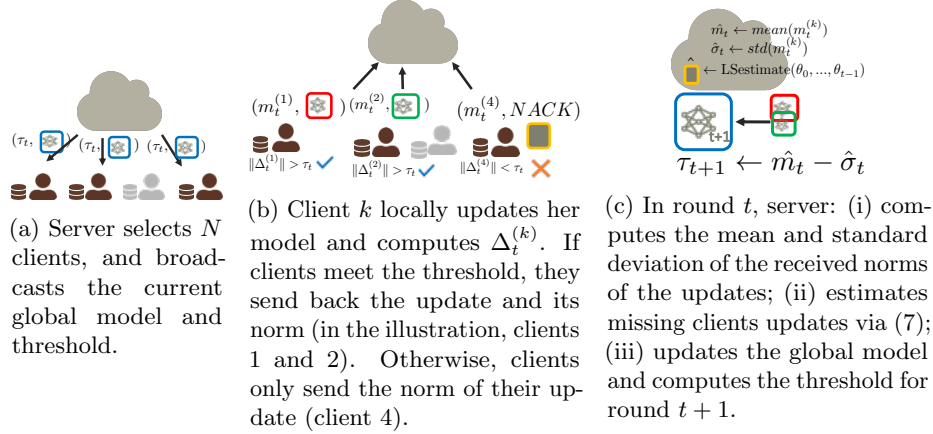 (τ_t, ) (τ_t, ) (τ_t, )
(a) Server selects N
clients, and broad-
casts the current
global model and
threshold.
(m_t^{(1)}, ) (m_t^{(2)}, ) (m_t^{(4)}, NACK)
‖Δ_t^{(1)}‖ > τ_t ‖Δ_t^{(2)}‖ > τ_t ‖Δ_t^{(4)}‖ < τ_t
(b) Client k locally updates her
model and computes Δ_t^{(k)}. If
clients meet the threshold, they
send back the update and its
norm (in the illustration, clients
1 and 2). Otherwise, clients
only send the norm of their up-
date (client 4).
m̂_t ← mean(m_t^{(k)})
σ̂_t ← std(m_t^{(k)})
^ ← LSestimate(θ_0, ..., θ_{t−1})
t+1
τ_{t+1} ← m̂_t − σ̂_t
(c) In round t, server: (i) com-
putes the mean and standard
deviation of the received norms
of the updates; (ii) estimates
missing clients updates via (7);
(iii) updates the global model
and computes the threshold for
round t + 1.